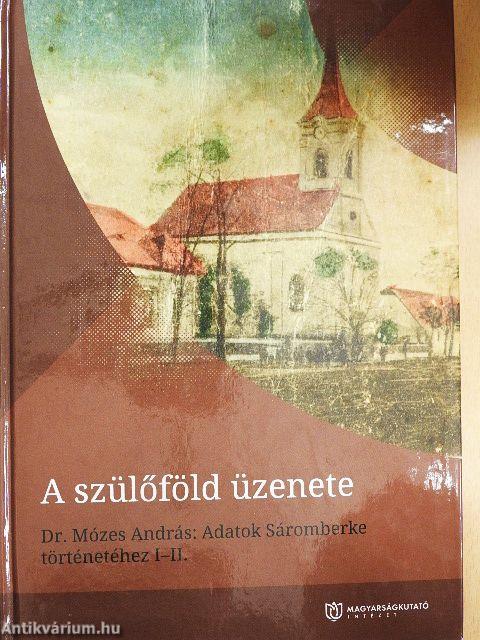 A szülőföld üzenete
Dr. Mózes András: Adatok Sáromberke
történetéhez I–II.
MAGYARSÁGKUTATÓ
INTÉZET
Antikvárium.hu